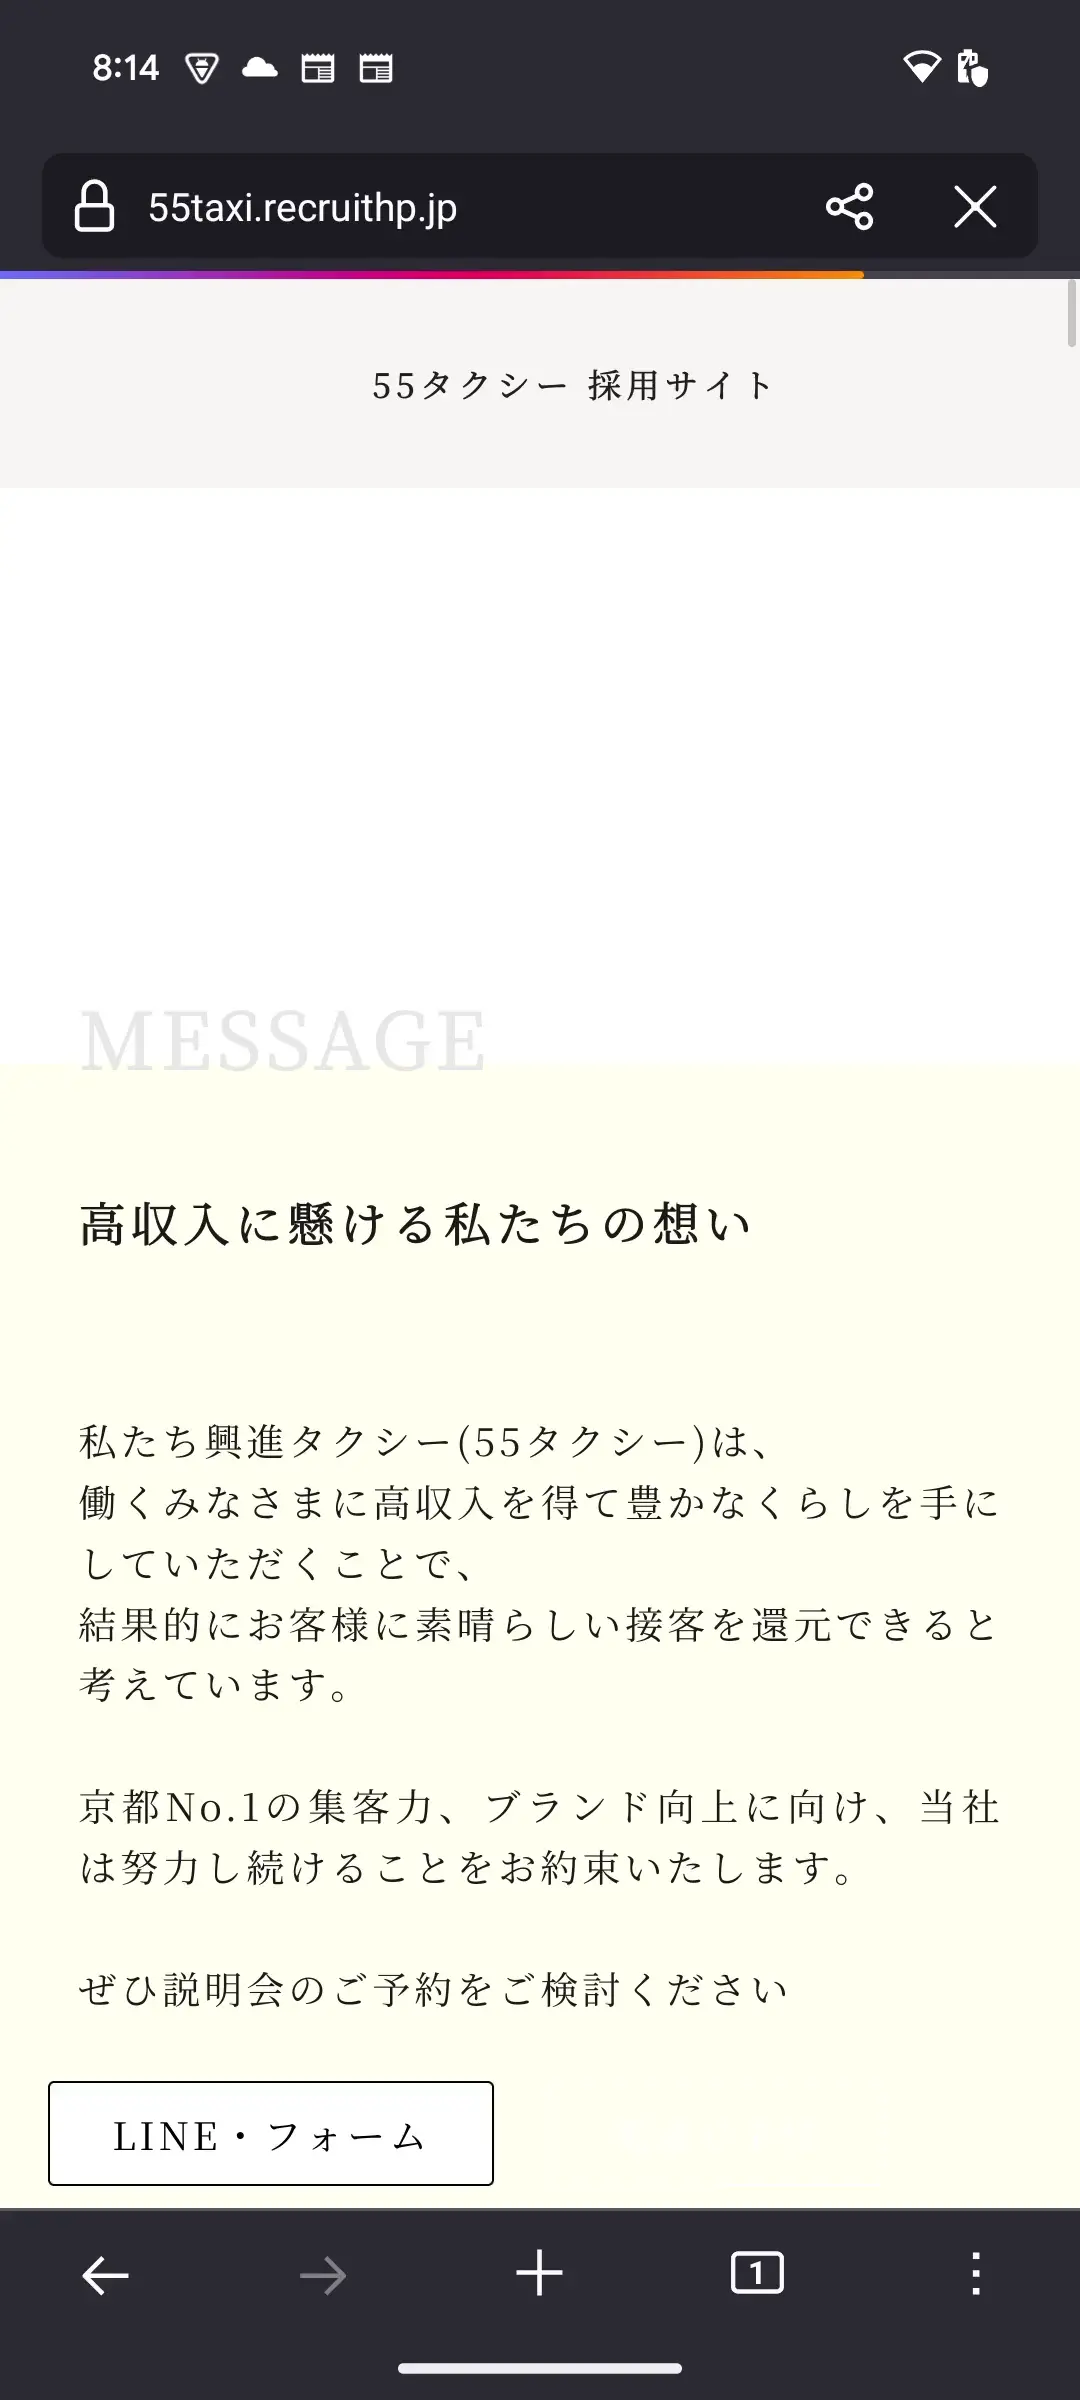 8:14
55taxi.recruithp.jp
55タクシー 採用サイト
MESSAGE
高収入に懸ける私たちの想い
私たち興進タクシー(55タクシー)は、
働くみなさまに高収入を得て豊かなくらしを手に
していただくことで、
結果的にお客様に素晴らしい接客を還元できると
考えています。
京都No.1の集客力、ブランド向上に向け、当社
は努力し続けることをお約束いたします。
ぜひ説明会のご予約をご検討ください
LINE・フォーム
1